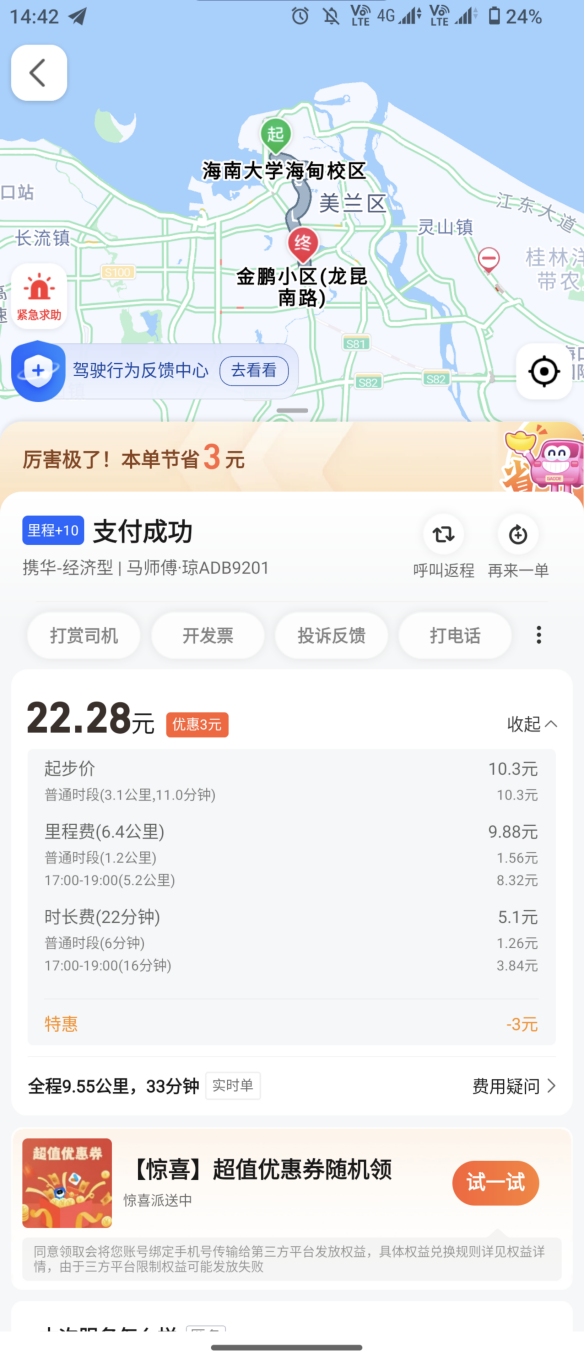 14:42
Vo LTE 4G Vo LTE 24%
起
海南大学海甸校区
口站
美兰区
江东大道
长流镇
灵山镇
终
桂林洋
带农
S100
金鹏小区(龙昆
南路)
紧急求助
S81
驾驶行为反馈中心 去看看
S82
S82
厉害极了！本单节省3元
省
里程+10 支付成功
携华-经济型 | 马师傅·琼ADB9201
呼叫返程 再来一单
打赏司机 开发票 投诉反馈 打电话
22.28元 优惠3元 收起
起步价 10.3元
普通时段(3.1公里,11.0分钟) 10.3元
里程费(6.4公里) 9.88元
普通时段(1.2公里) 1.56元
17:00-19:00(5.2公里) 8.32元
时长费(22分钟) 5.1元
普通时段(6分钟) 1.26元
17:00-19:00(16分钟) 3.84元
特惠 -3元
全程9.55公里，33分钟 实时单 费用疑问
超值优惠券
【惊喜】超值优惠券随机领
惊喜派送中
试一试
同意领取会将您账号绑定手机号传输给第三方平台发放权益，具体权益兑换规则详见权益详
情，由于三方平台限制权益可能发放失败